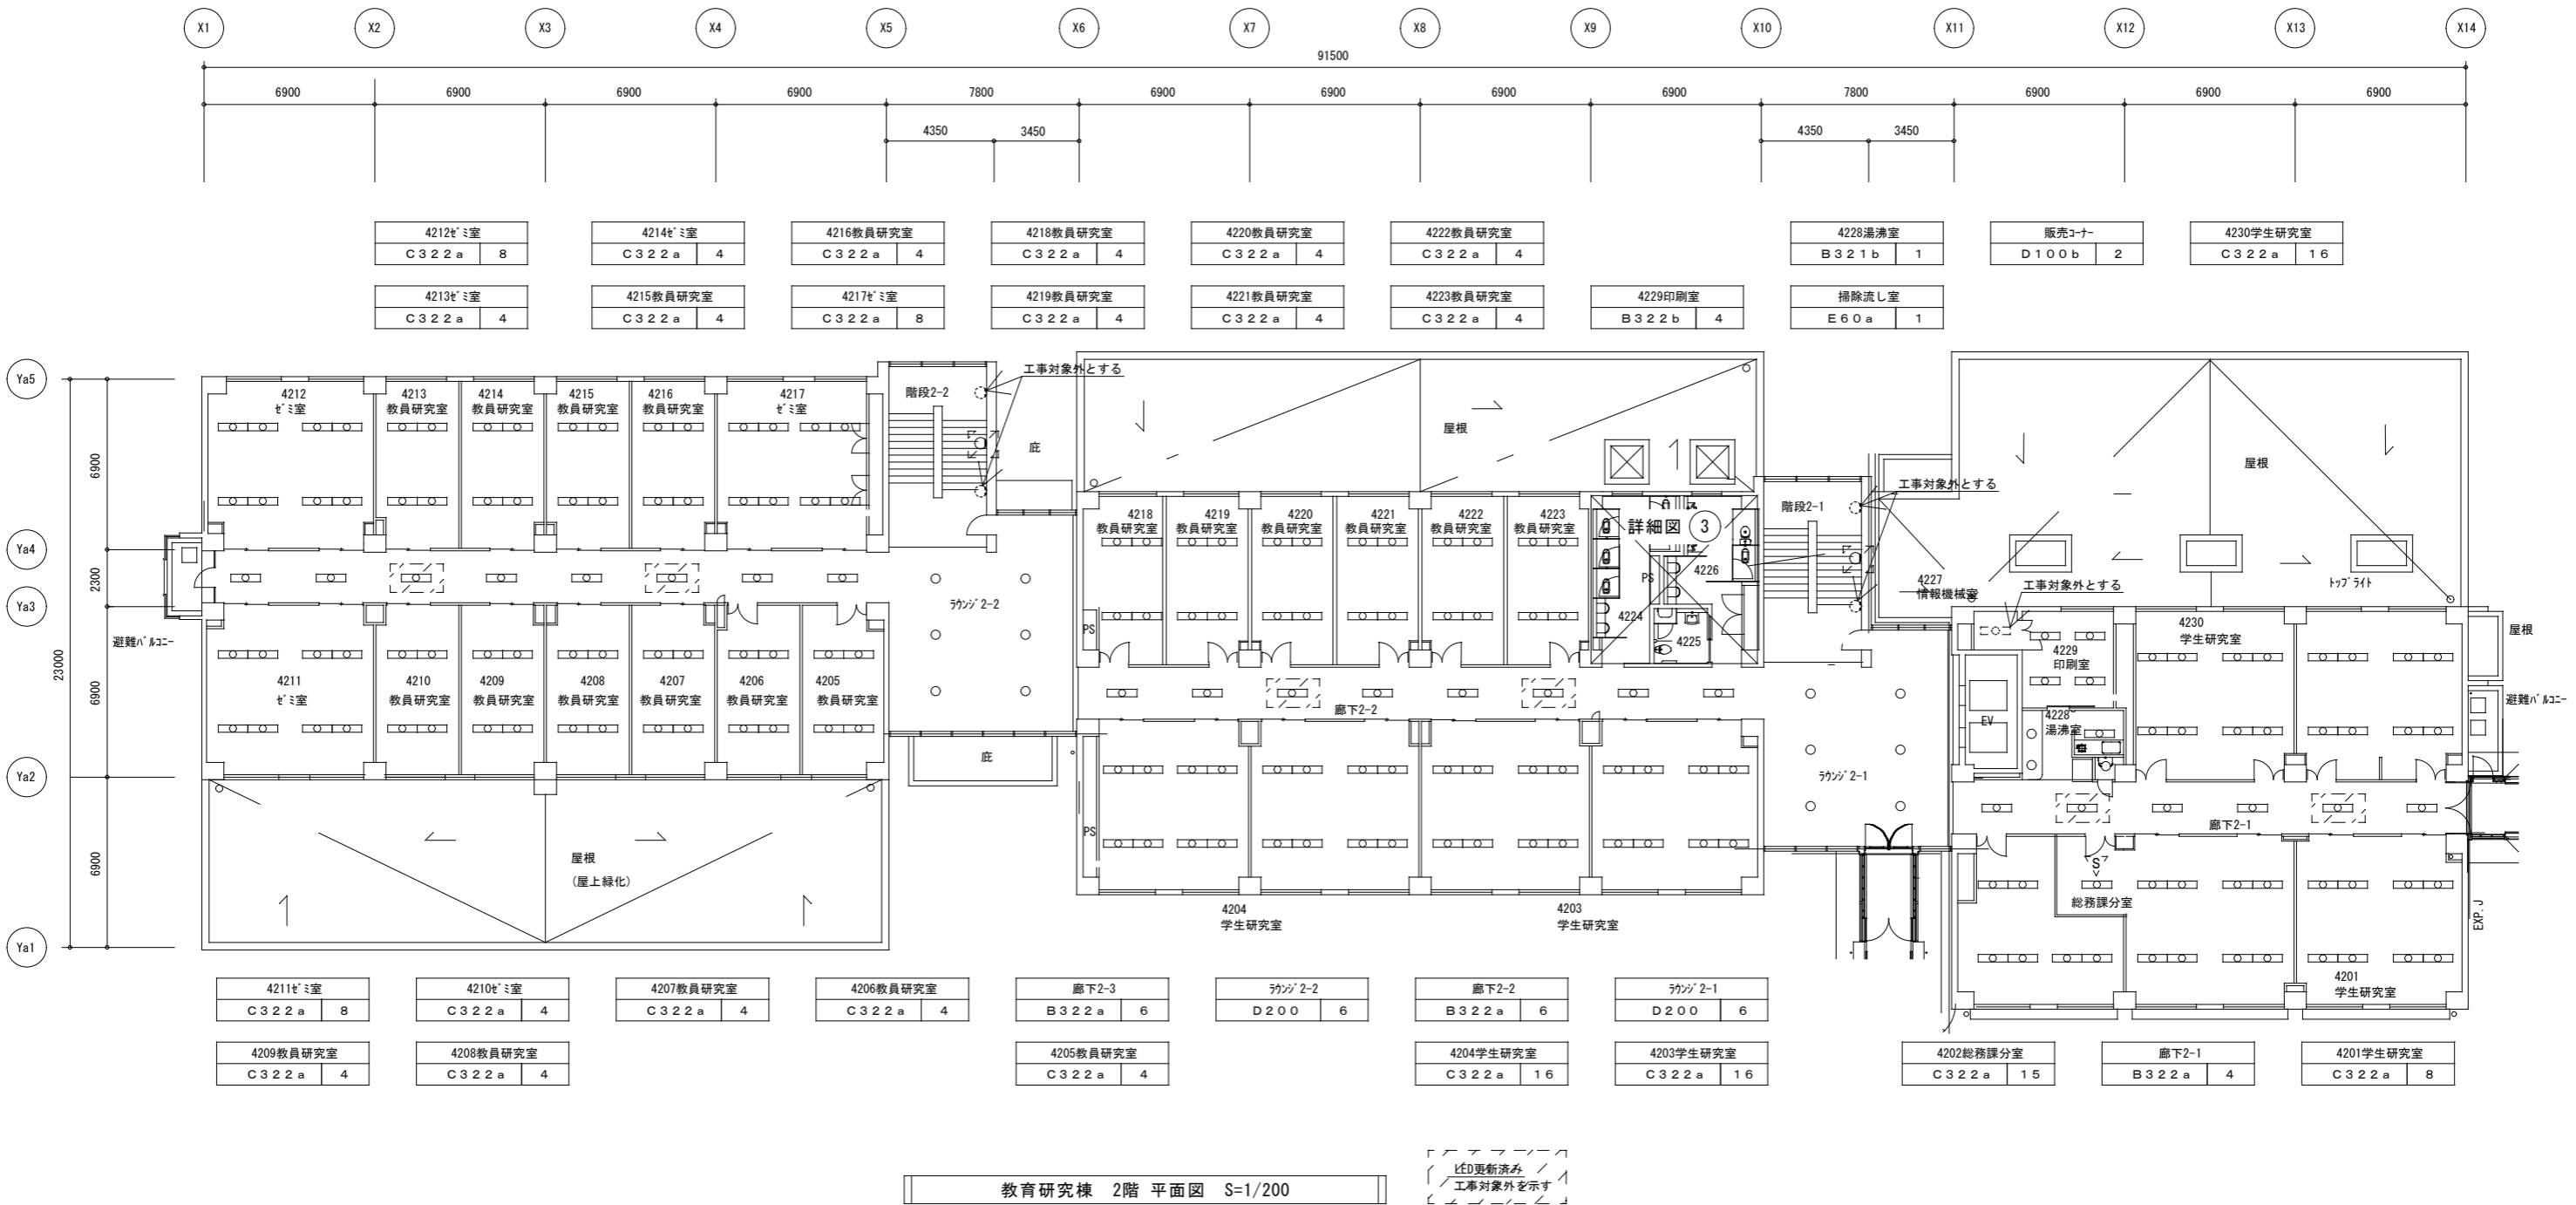 X1 X2 X3 X4 X5 X6 X7 X8 X9 X10 X11 X12 X13 X14
91500
6900 6900 6900 6900 7800 6900 6900 6900 6900 7800 6900 6900 6900
4350 3450 4350 3450
4212ゼミ室
C322a 8
4214ゼミ室
C322a 4
4216教員研究室
C322a 4
4218教員研究室
C322a 4
4220教員研究室
C322a 4
4222教員研究室
C322a 4
4228湯沸室
B321b 1
販売コーナー
D100b 2
4230学生研究室
C322a 16
4213ゼミ室
C322a 4
4215教員研究室
C322a 4
4217ゼミ室
C322a 8
4219教員研究室
C322a 4
4221教員研究室
C322a 4
4223教員研究室
C322a 4
4229印刷室
B322b 4
掃除流し室
E60a 1
Ya5
Ya4
Ya3
Ya2
Ya1
23000
6900
2300
6900
6900
4212
ゼミ室
4213
教員研究室
4214
教員研究室
4215
教員研究室
4216
教員研究室
4217
ゼミ室
階段2-2
工事対象外とする
庇
屋根
4218
教員研究室
4219
教員研究室
4220
教員研究室
4221
教員研究室
4222
教員研究室
4223
教員研究室
詳細図 3
PS
4226
4224
4225
階段2-1
工事対象外とする
4227
情報機械室
工事対象外とする
屋根
トップライト
屋根
避難バルコニー
避難バルコニー
ラウンジ2-2
PS
4211
ゼミ室
4210
教員研究室
4209
教員研究室
4208
教員研究室
4207
教員研究室
4206
教員研究室
4205
教員研究室
庇
廊下2-2
4229
印刷室
4230
学生研究室
EV
4228
湯沸室
ラウンジ2-1
廊下2-1
PS
屋根
(屋上緑化)
S
総務課分室
EXP.J
4204
学生研究室
4203
学生研究室
4201
学生研究室
4211ゼミ室
C322a 8
4210ゼミ室
C322a 4
4207教員研究室
C322a 4
4206教員研究室
C322a 4
廊下2-3
B322a 6
ラウンジ2-2
D200 6
廊下2-2
B322a 6
ラウンジ2-1
D200 6
4209教員研究室
C322a 4
4208教員研究室
C322a 4
4205教員研究室
C322a 4
4204学生研究室
C322a 16
4203学生研究室
C322a 16
4202総務課分室
C322a 15
廊下2-1
B322a 4
4201学生研究室
C322a 8
教育研究棟 2階 平面図 S=1/200
LED更新済み
工事対象外を示す